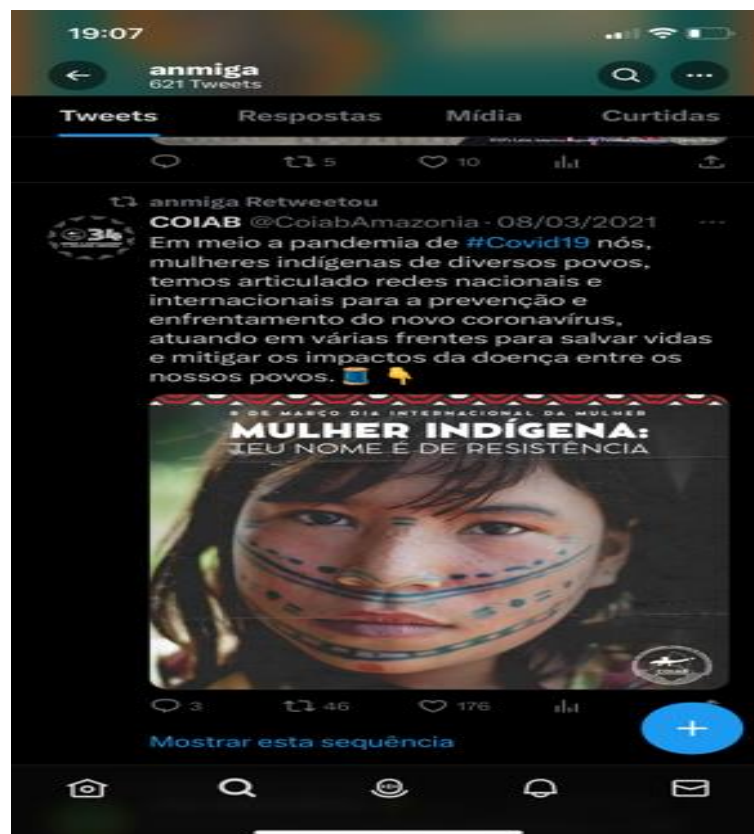 19:07
anmiga
621 Tweets
Tweets Respostas Mídia Curtidas
5 10
anmiga Retweetou
COIAB @CoiabAmazonia · 08/03/2021
Em meio a pandemia de #Covid19 nós,
mulheres indígenas de diversos povos,
temos articulado redes nacionais e
internacionais para a prevenção e
enfrentamento do novo coronavírus,
atuando em várias frentes para salvar vidas
e mitigar os impactos da doença entre os
nossos povos.
8 DE MARÇO DIA INTERNACIONAL DA MULHER
MULHER INDÍGENA:
TEU NOME É DE RESISTÊNCIA
COIAB
3 46 176
Mostrar esta sequência